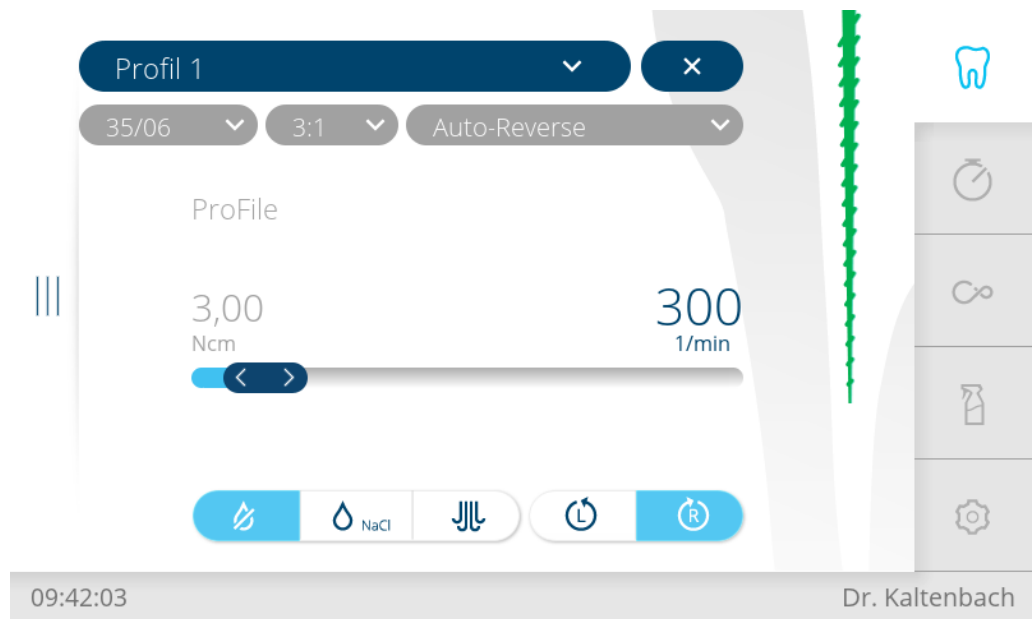 Profil 1
35/06 3:1 Auto-Reverse
ProFile
3,00 300
Ncm 1/min
NaCl L R
09:42:03 Dr. Kaltenbach